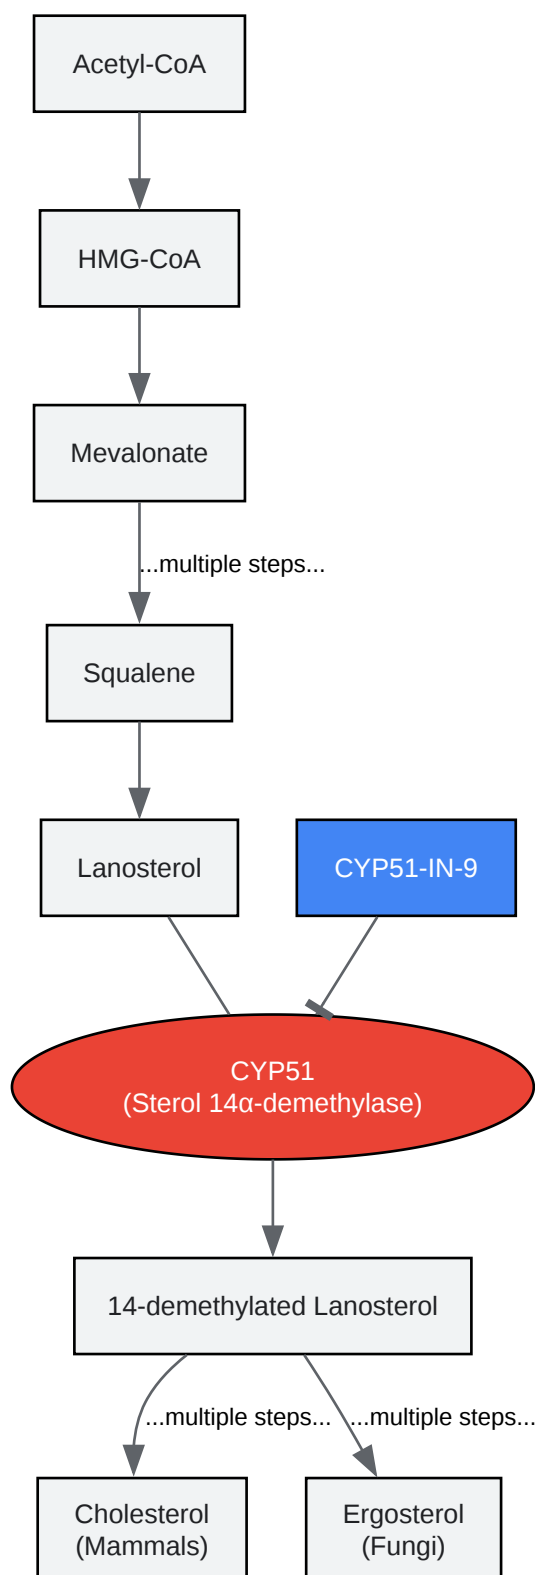 Acetyl-CoA
HMG-CoA
Mevalonate
...multiple steps...
Squalene
Lanosterol
CYP51-IN-9
CYP51
(Sterol 14α-demethylase)
14-demethylated Lanosterol
...multiple steps...
...multiple steps...
Cholesterol
(Mammals)
Ergosterol
(Fungi)